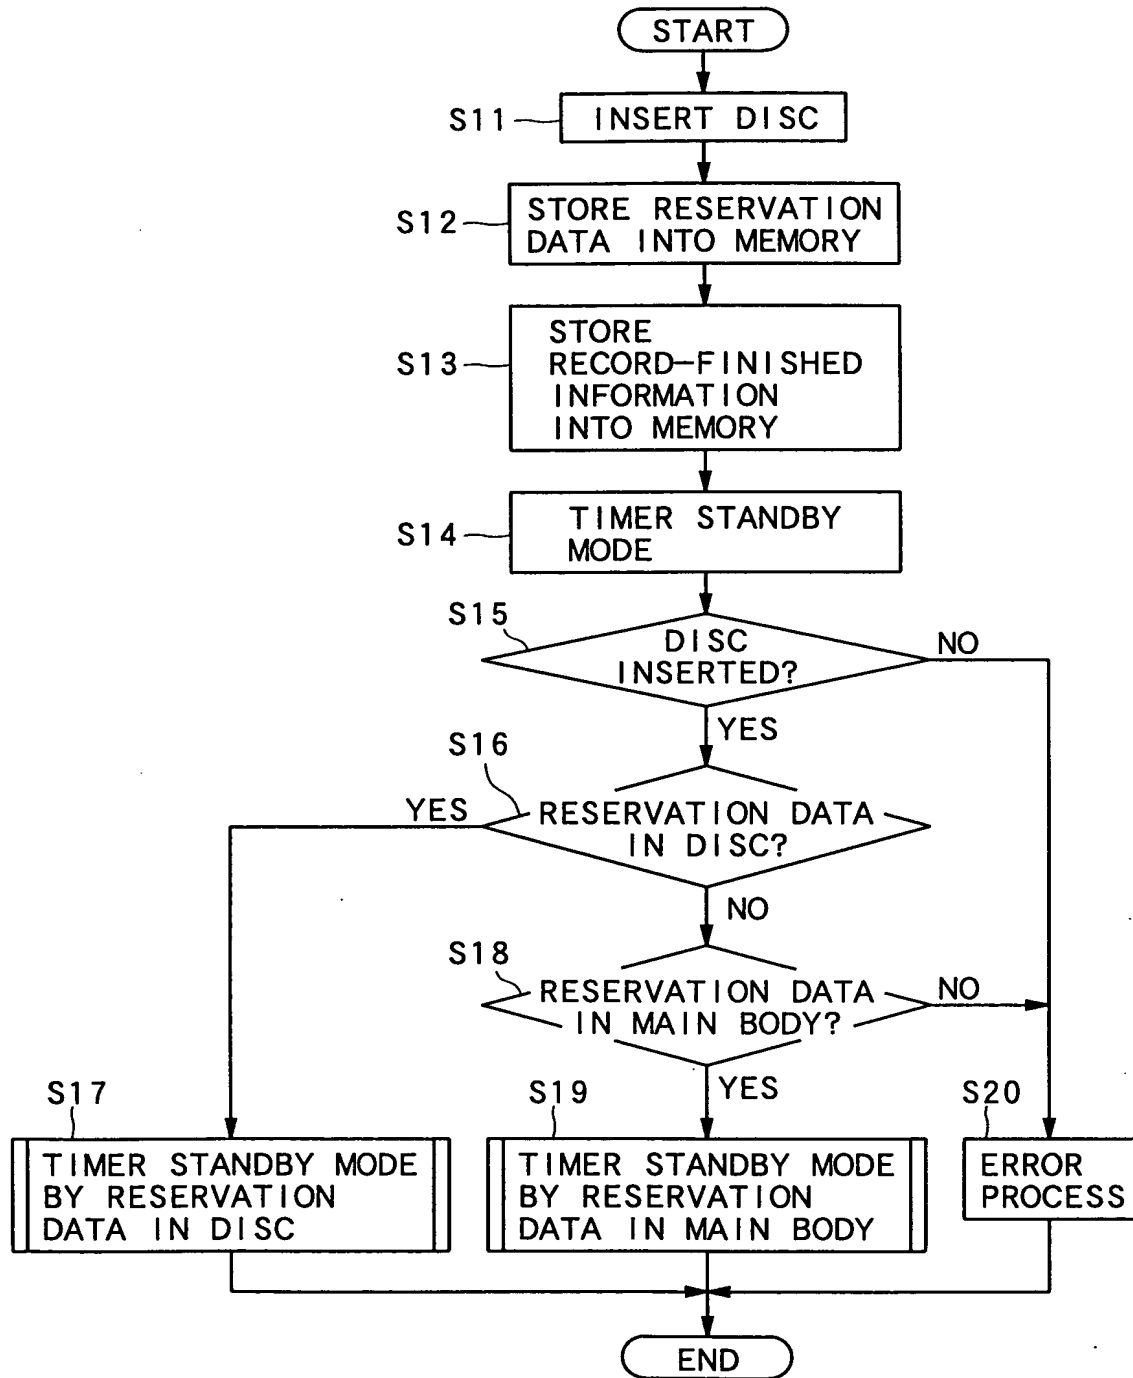 START
S11
INSERT DISC
S12
STORE RESERVATION
DATA INTO MEMORY
S13
STORE
RECORD-FINISHED
INFORMATION
INTO MEMORY
S14
TIMER STANDBY
MODE
S15
DISC
INSERTED?
NO
YES
S16
YES
RESERVATION DATA
IN DISC?
NO
S18
RESERVATION DATA
IN MAIN BODY?
NO
YES
S17
TIMER STANDBY MODE
BY RESERVATION
DATA IN DISC
S19
TIMER STANDBY MODE
BY RESERVATION
DATA IN MAIN BODY
S20
ERROR
PROCESS
END